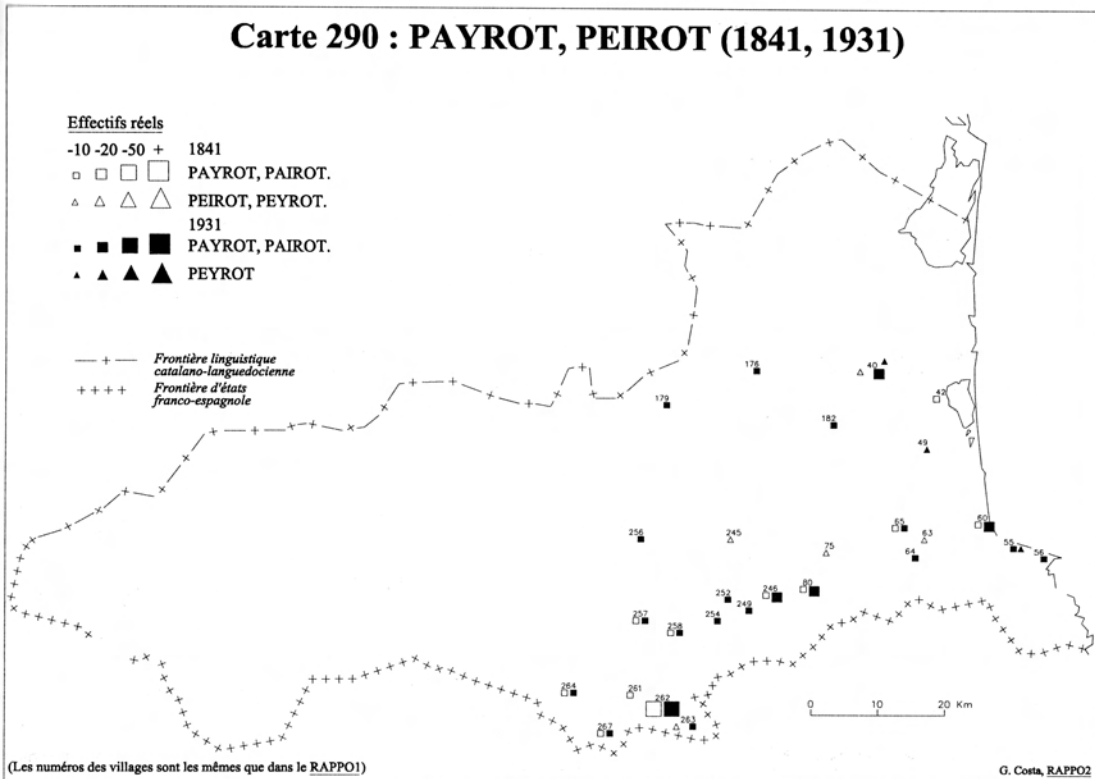 Carte 290 : PAYROT, PEIROT (1841, 1931)
Effectifs réels
-10 -20 -50 + 1841
PAYROT, PAIROT.
PEIROT, PEYROT.
1931
PAYROT, PAIROT.
PEYROT
Frontière linguistique
catalano-languedocienne
Frontière d'états
franco-espagnole
176
40
179
42
182
49
65
63
60
256
245
75
64
55
56
252
246
80
257
258
254
249
264
261
262
267
263
0 10 20 Km
(Les numéros des villages sont les mêmes que dans le RAPPO1)
G. Costa, RAPPO2